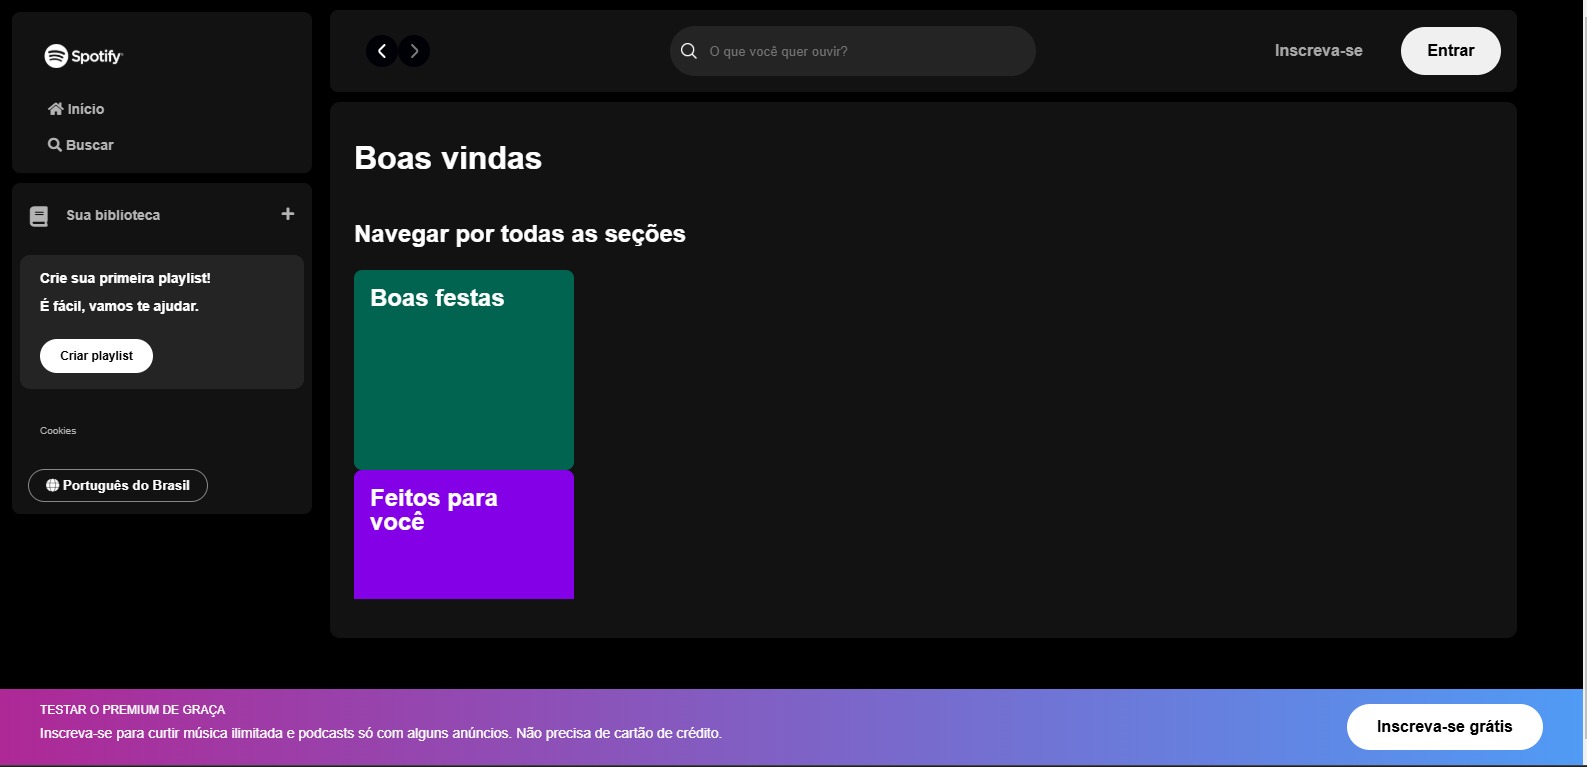 Spotify
Início
Buscar
Sua biblioteca
Crie sua primeira playlist!
É fácil, vamos te ajudar.
Criar playlist
Cookies
Português do Brasil
O que você quer ouvir?
Inscreva-se
Entrar
Boas vindas
Navegar por todas as seções
Boas festas
Feitos para
você
TESTAR O PREMIUM DE GRAÇA
Inscreva-se para curtir música ilimitada e podcasts só com alguns anúncios. Não precisa de cartão de crédito.
Inscreva-se grátis